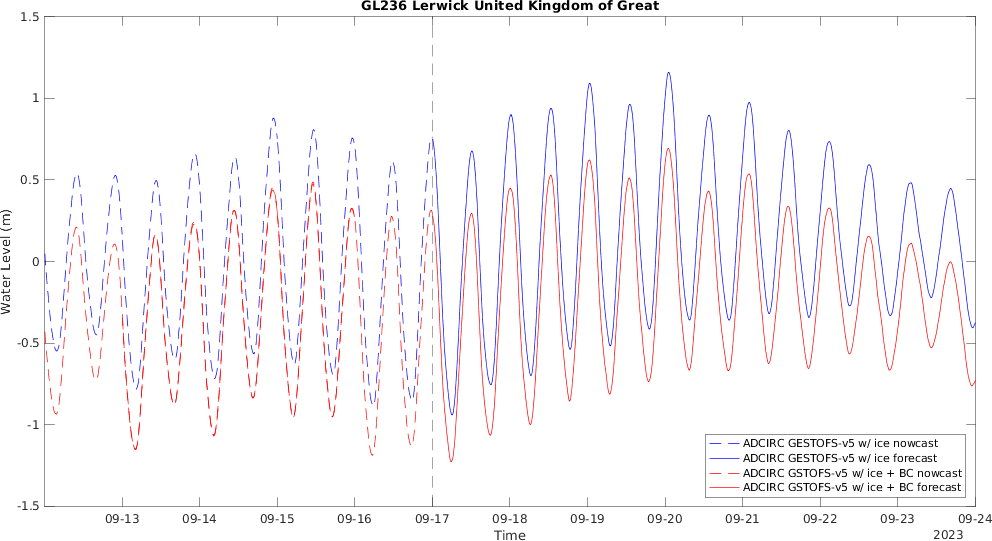 GL236 Lerwick United Kingdom of Great
1.5
1
0.5
0
-0.5
-1
-1.5
Water Level (m)
ADCIRC GESTOFS-v5 w/ ice nowcast
ADCIRC GESTOFS-v5 w/ ice forecast
ADCIRC GSTOFS-v5 w/ ice + BC nowcast
ADCIRC GSTOFS-v5 w/ ice + BC forecast
09-13 09-14 09-15 09-16 09-17 09-18 09-19 09-20 09-21 09-22 09-23 09-24
Time
2023